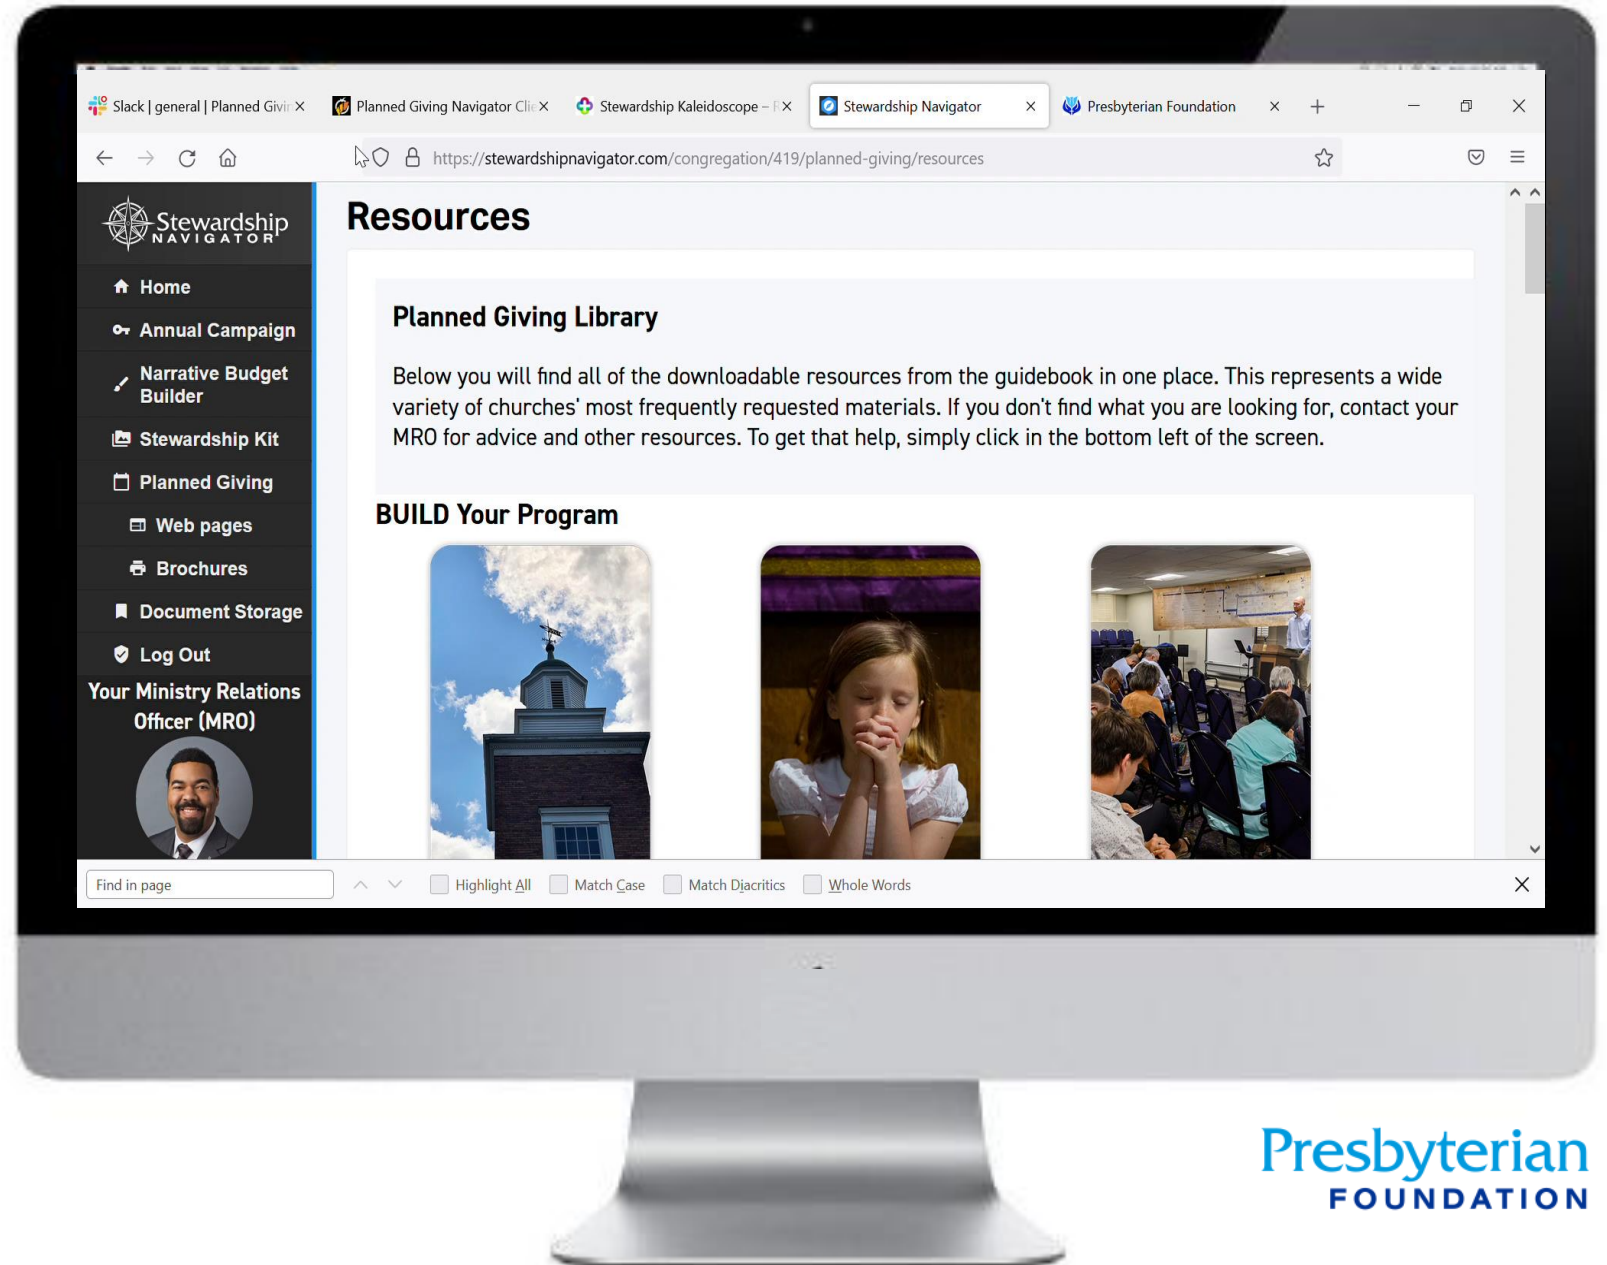 Slack | general | Planned Givin
Planned Giving Navigator Clie
Stewardship Kaleidoscope –
Stewardship Navigator
Presbyterian Foundation
https://stewardshipnavigator.com/congregation/419/planned-giving/resources
Stewardship
NAVIGATOR
Home
Annual Campaign
Narrative Budget
Builder
Stewardship Kit
Planned Giving
Web pages
Brochures
Document Storage
Log Out
Your Ministry Relations
Officer (MRO)
Resources
Planned Giving Library
Below you will find all of the downloadable resources from the guidebook in one place. This represents a wide
variety of churches' most frequently requested materials. If you don't find what you are looking for, contact your
MRO for advice and other resources. To get that help, simply click in the bottom left of the screen.
BUILD Your Program
Find in page
Highlight All
Match Case
Match Diacritics
Whole Words
Presbyterian
FOUNDATION